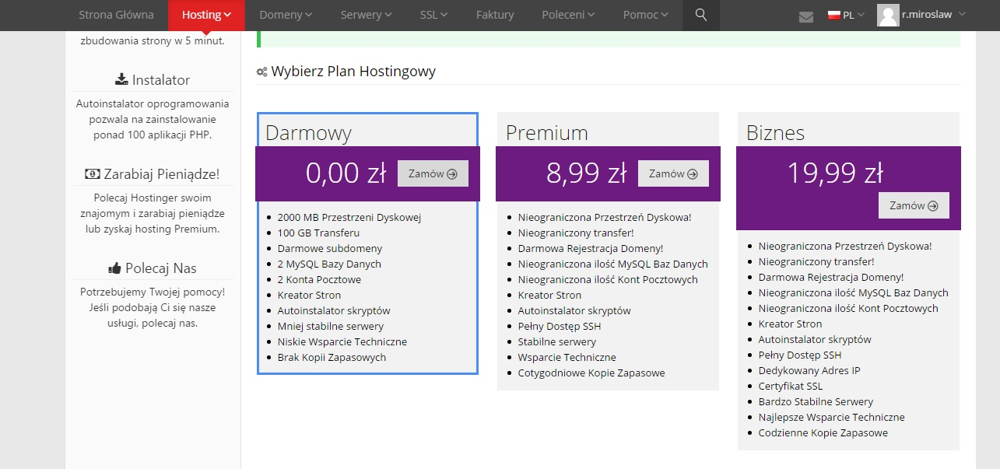 Strona Główna Hosting Domeny Serwery SSL Faktury Poleceni Pomoc PL r.miroslaw
zbudowania strony w 5 minut.
Instalator
Autoinstalator oprogramowania
pozwala na zainstalowanie
ponad 100 aplikacji PHP.
Zarabiaj Pieniądze!
Polecaj Hostinger swoim
znajomym i zarabiaj pieniądze
lub zyskaj hosting Premium.
Polecaj Nas
Potrzebujemy Twojej pomocy!
Jeśli podobają Ci się nasze
usługi, polecaj nas.
Wybierz Plan Hostingowy
Darmowy
0,00 zł Zamów
2000 MB Przestrzeni Dyskowej
100 GB Transferu
Darmowe subdomeny
2 MySQL Bazy Danych
2 Konta Pocztowe
Kreator Stron
Autoinstalator skryptów
Mniej stabilne serwery
Niskie Wsparcie Techniczne
Brak Kopii Zapasowych
Premium
8,99 zł Zamów
Nieograniczona Przestrzeń Dyskowa!
Nieograniczony transfer!
Darmowa Rejestracja Domeny!
Nieograniczona ilość MySQL Baz Danych
Nieograniczona ilość Kont Pocztowych
Kreator Stron
Autoinstalator skryptów
Pełny Dostęp SSH
Stabilne serwery
Wsparcie Techniczne
Cotygodniowe Kopie Zapasowe
Biznes
19,99 zł
Zamów
Nieograniczona Przestrzeń Dyskowa!
Nieograniczony transfer!
Darmowa Rejestracja Domeny!
Nieograniczona ilość MySQL Baz Danych
Nieograniczona ilość Kont Pocztowych
Kreator Stron
Autoinstalator skryptów
Pełny Dostęp SSH
Dedykowany Adres IP
Certyfikat SSL
Bardzo Stabilne Serwery
Najlepsze Wsparcie Techniczne
Codzienne Kopie Zapasowe